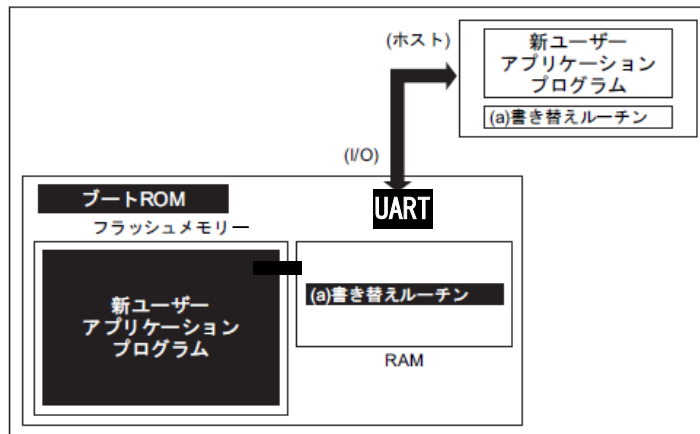 (ホスト)
新ユーザー
アプリケーション
プログラム
(a)書き替えルーチン
(I/O)
ブートROM
UART
フラッシュメモリー
新ユーザー
アプリケーション
プログラム
(a)書き替えルーチン
RAM